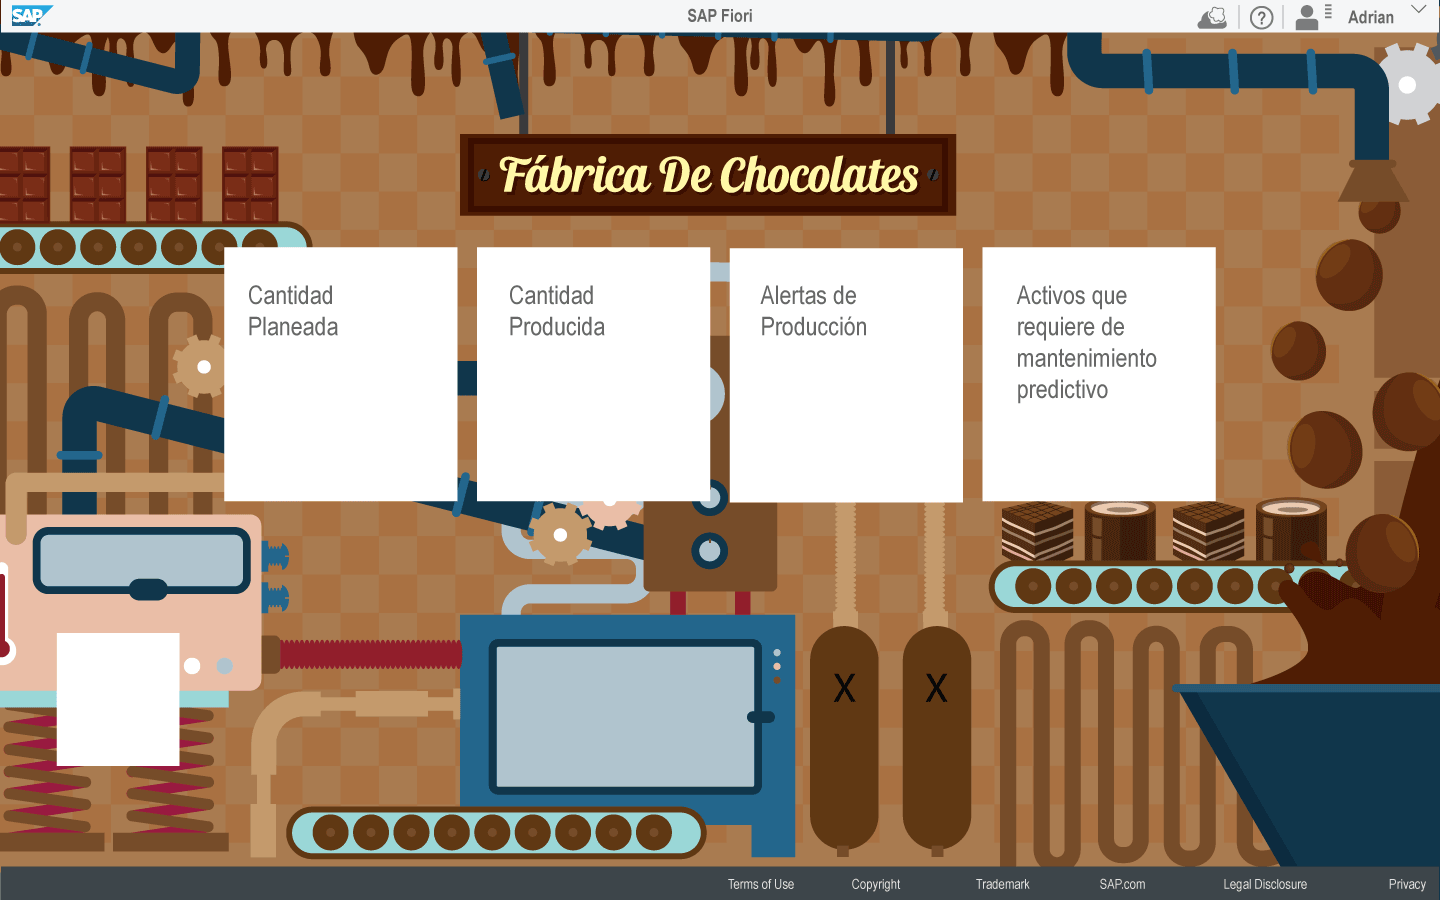 SAP
SAP Fiori
Adrian
Fábrica De Chocolates
Cantidad
Planeada
Cantidad
Producida
Alertas de
Producción
Activos que
requiere de
mantenimiento
predictivo
X
X
Terms of Use
Copyright
Trademark
SAP.com
Legal Disclosure
Privacy